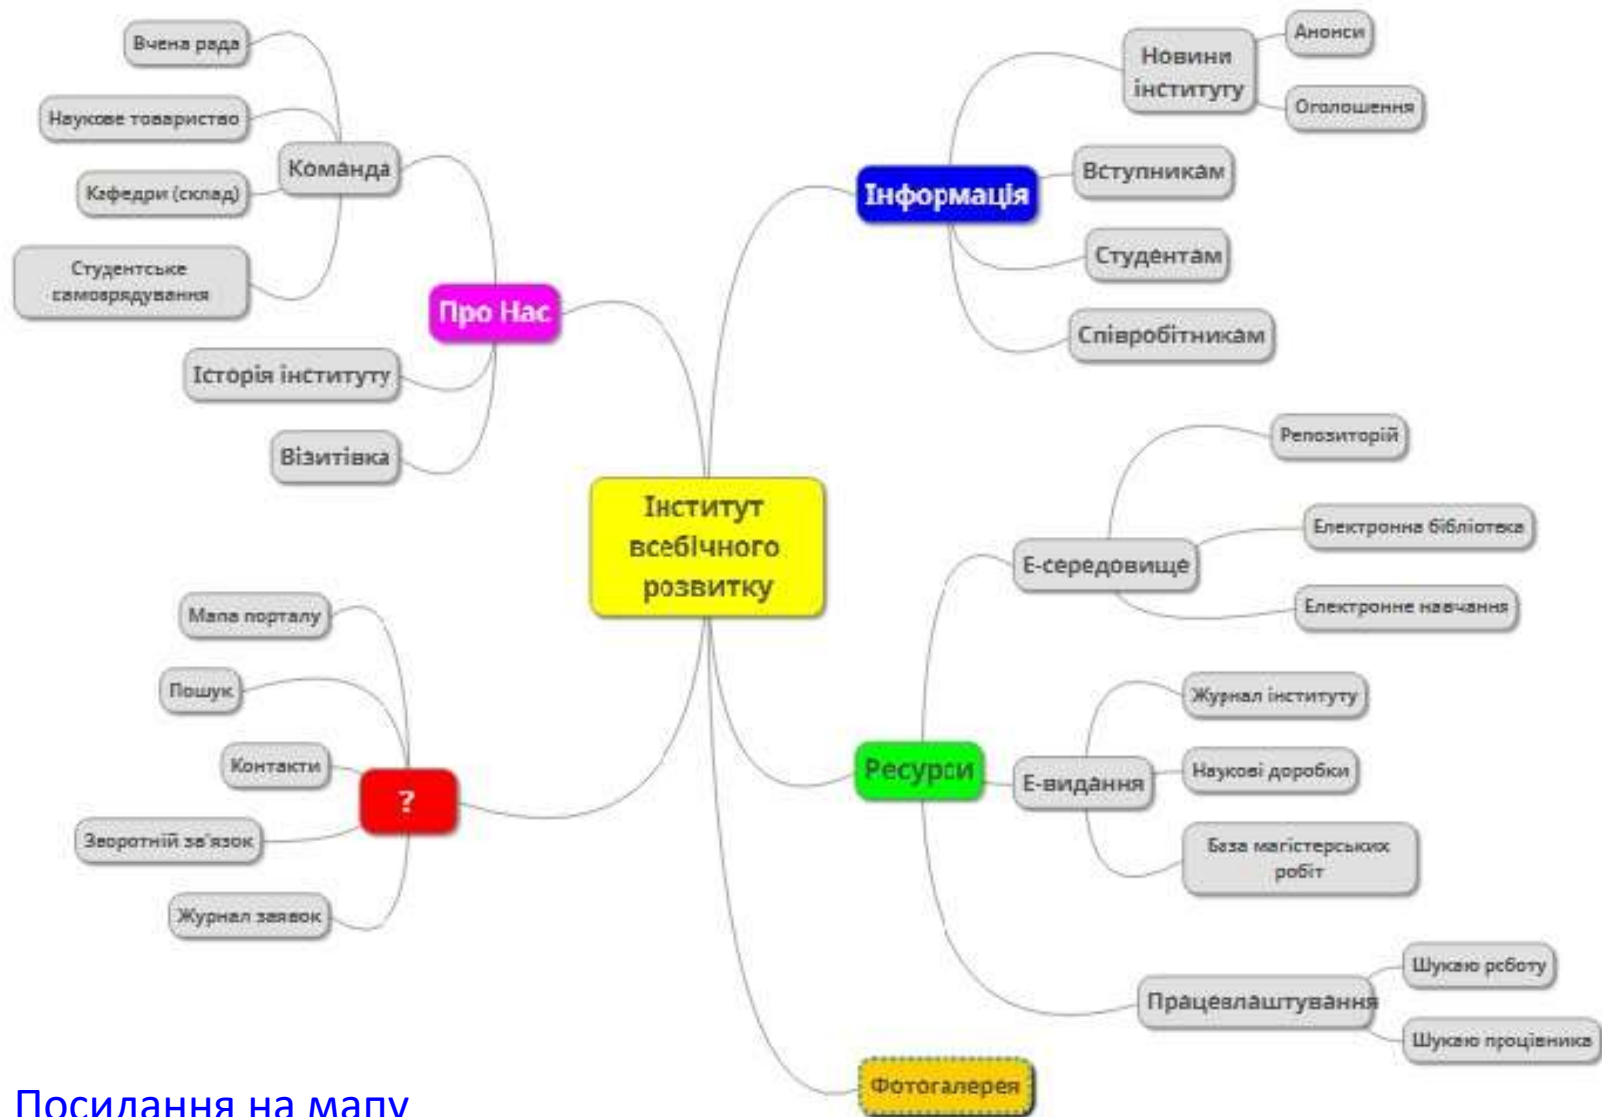 Вчена рада
Наукове товариство
Команда
Кафедри (склад)
Студентське
самоврядування
Про Нас
Історія інституту
Візитівка
Новини
інституту
Анонси
Оголошення
Інформація
Вступникам
Студентам
Співробітникам
Інститут
всебічного
розвитку
Репозиторій
Е-середовище
Електронна бібліотека
Електронне навчання
Ресурси
Журнал інституту
Е-видання
Наукові доробки
База магістерських
робіт
Працевлаштування
Шукаю роботу
Шукаю працівника
Фотогалерея
Мапа порталу
Пошук
Контакти
?
Зворотній зв'язок
Журнал заявок
Посилання на мапу